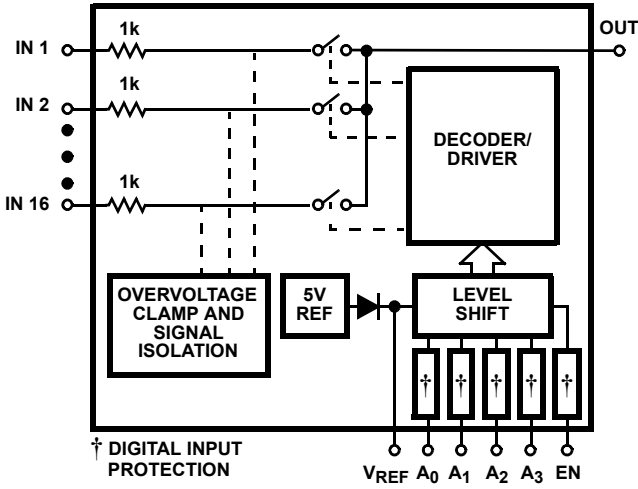 1k
OUT
IN 1
1k
IN 2
DECODER/
DRIVER
1k
IN 16
OVERVOLTAGE
CLAMP AND
SIGNAL
ISOLATION
5V
REF
LEVEL
SHIFT
† † † † †
† DIGITAL INPUT
PROTECTION
VREF A0 A1 A2 A3 EN